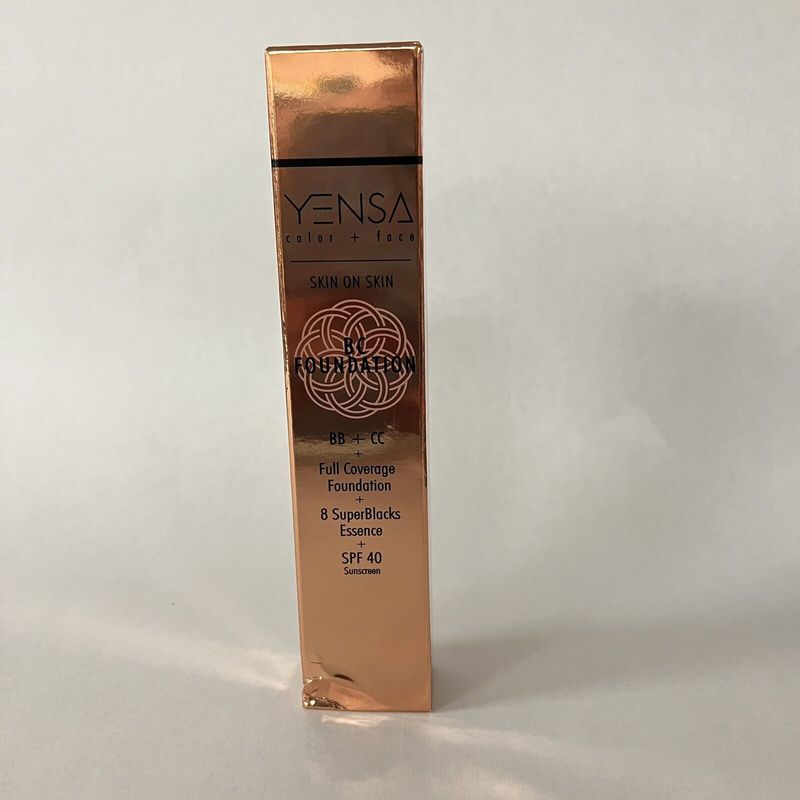 YENSA
color + face
SKIN ON SKIN
BC
FOUNDATION
BB + CC
+
Full Coverage
Foundation
+
8 SuperBlacks
Essence
+
SPF 40
Sunscreen